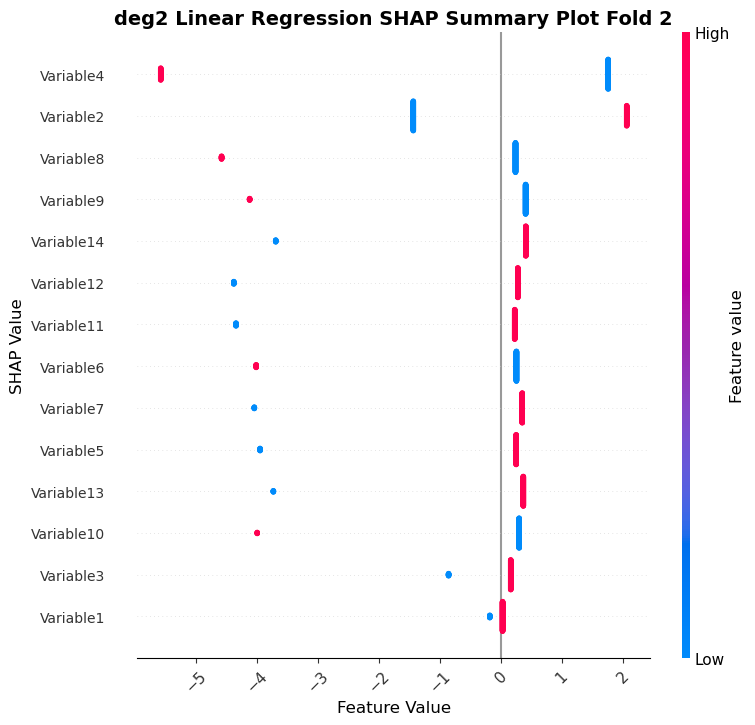 deg2 Linear Regression SHAP Summary Plot Fold 2
High
Variable4
Variable2
Variable8
Variable9
Variable14
Variable12
Variable11
Variable6
Variable7
Variable5
Variable13
Variable10
Variable3
Variable1
SHAP Value
Feature value
Low
−5 −4 −3 −2 −1 0 1 2
Feature Value